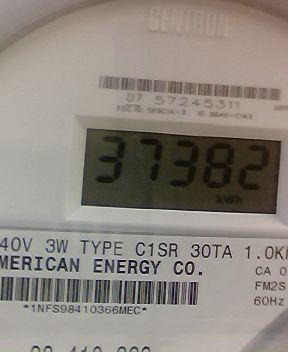 CENTRON
07 57245311
37382
kWh
40V 3W TYPE C1SR 30TA 1.0K
MERICAN ENERGY CO.
CA 0
FM2S
60Hz
*1NFS98410366MEC*